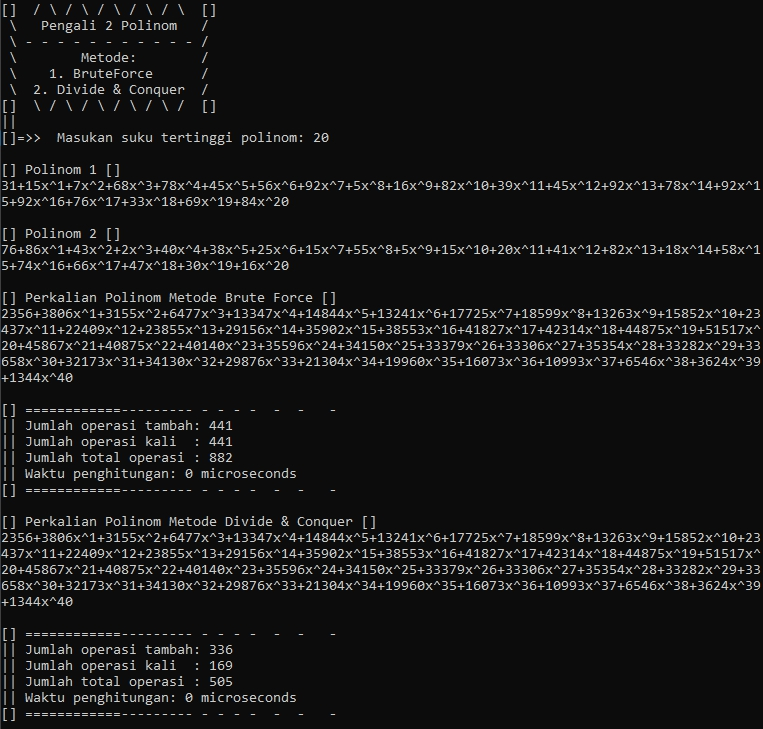 []  / \ / \ / \ / \ / \  []
 \   Pengali 2 Polinom   /
 \ - - - - - - - - - - - /
 \        Metode:        /
 \    1. BruteForce      /
 \  2. Divide & Conquer  /
[]  \ / \ / \ / \ / \ /  []
||
[]=>>  Masukan suku tertinggi polinom: 20

[] Polinom 1 []
31+15x^1+7x^2+68x^3+78x^4+45x^5+56x^6+92x^7+5x^8+16x^9+82x^10+39x^11+45x^12+92x^13+78x^14+92x^1
5+92x^16+76x^17+33x^18+69x^19+84x^20

[] Polinom 2 []
76+86x^1+43x^2+2x^3+40x^4+38x^5+25x^6+15x^7+55x^8+5x^9+15x^10+20x^11+41x^12+82x^13+18x^14+58x^1
5+74x^16+66x^17+47x^18+30x^19+16x^20

[] Perkalian Polinom Metode Brute Force []
2356+3806x^1+3155x^2+6477x^3+13347x^4+14844x^5+13241x^6+17725x^7+18599x^8+13263x^9+15852x^10+23
437x^11+22409x^12+23855x^13+29156x^14+35902x^15+38553x^16+41827x^17+42314x^18+44875x^19+51517x^
20+45867x^21+40875x^22+40140x^23+35596x^24+34150x^25+33379x^26+33306x^27+35354x^28+33282x^29+33
658x^30+32173x^31+34130x^32+29876x^33+21304x^34+19960x^35+16073x^36+10993x^37+6546x^38+3624x^39
+1344x^40

[] ============--------- - - - -  -  -   -
|| Jumlah operasi tambah: 441
|| Jumlah operasi kali  : 441
|| Jumlah total operasi : 882
|| Waktu penghitungan: 0 microseconds
[] ============--------- - - - -  -  -   -

[] Perkalian Polinom Metode Divide & Conquer []
2356+3806x^1+3155x^2+6477x^3+13347x^4+14844x^5+13241x^6+17725x^7+18599x^8+13263x^9+15852x^10+23
437x^11+22409x^12+23855x^13+29156x^14+35902x^15+38553x^16+41827x^17+42314x^18+44875x^19+51517x^
20+45867x^21+40875x^22+40140x^23+35596x^24+34150x^25+33379x^26+33306x^27+35354x^28+33282x^29+33
658x^30+32173x^31+34130x^32+29876x^33+21304x^34+19960x^35+16073x^36+10993x^37+6546x^38+3624x^39
+1344x^40

[] ============--------- - - - -  -  -   -
|| Jumlah operasi tambah: 336
|| Jumlah operasi kali  : 169
|| Jumlah total operasi : 505
|| Waktu penghitungan: 0 microseconds
[] ============--------- - - - -  -  -   -